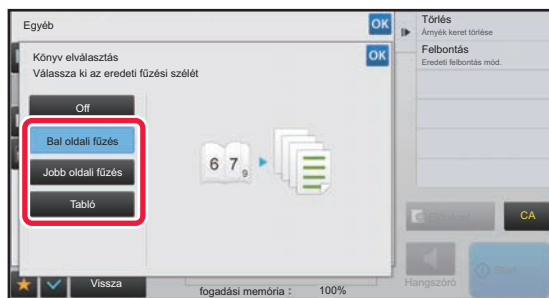 Egyéb
OK
Könyv elválasztás
Válassza ki az eredeti fűzési szélét
OK
Off
Bal oldali fűzés
Jobb oldali fűzés
Tabló
6 7 9
Vissza
fogadási memória : 100%
Törlés
Árnyék keret törlése
Felbontás
Eredeti felbontás mód.
CA
Hangszóró
Start